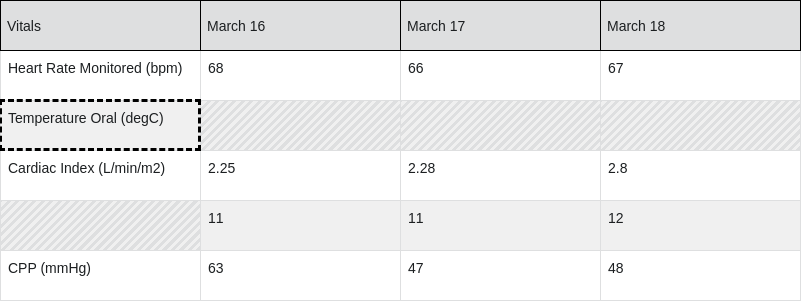 Vitals March 16 March 17 March 18
Heart Rate Monitored (bpm) 68 66 67
Temperature Oral (degC)
Cardiac Index (L/min/m2) 2.25 2.28 2.8
11 11 12
CPP (mmHg) 63 47 48